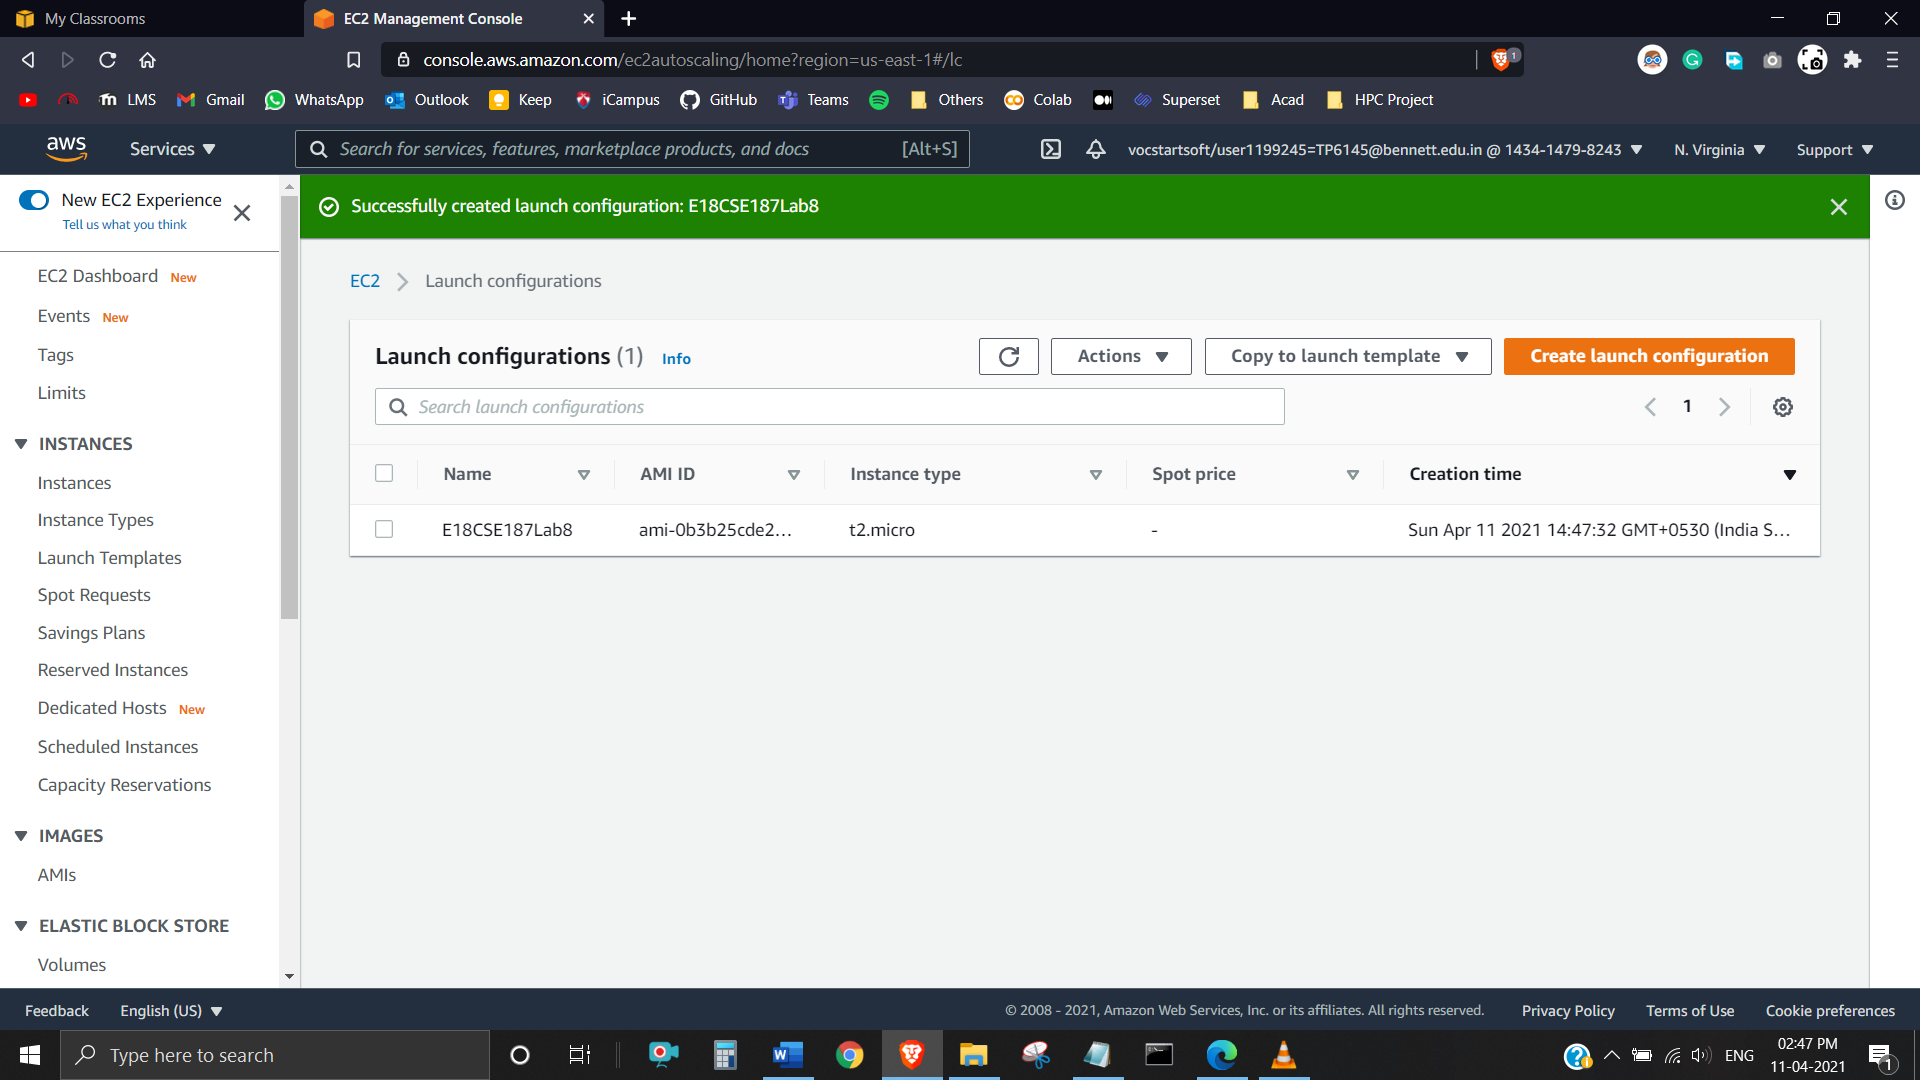 My Classrooms
EC2 Management Console
console.aws.amazon.com/ec2autoscaling/home?region=us-east-1#/lc
1
LMS
Gmail
WhatsApp
Outlook
Keep
iCampus
GitHub
Teams
Others
Colab
Superset
Acad
HPC Project
aws
Services
Search for services, features, marketplace products, and docs
[Alt+S]
vocstartsoft/user1199245=TP6145@bennett.edu.in @ 1434-1479-8243
N. Virginia
Support
New EC2 Experience
Tell us what you think
EC2 Dashboard New
Events New
Tags
Limits
INSTANCES
Instances
Instance Types
Launch Templates
Spot Requests
Savings Plans
Reserved Instances
Dedicated Hosts New
Scheduled Instances
Capacity Reservations
IMAGES
AMIs
ELASTIC BLOCK STORE
Volumes
Successfully created launch configuration: E18CSE187Lab8
EC2 Launch configurations
Launch configurations (1) Info
Actions
Copy to launch template
Create launch configuration
Search launch configurations
1
Name AMI ID Instance type Spot price Creation time
E18CSE187Lab8 ami-0b3b25cde2... t2.micro - Sun Apr 11 2021 14:47:32 GMT+0530 (India S...
Feedback
English (US)
© 2008 - 2021, Amazon Web Services, Inc. or its affiliates. All rights reserved.
Privacy Policy
Terms of Use
Cookie preferences
Type here to search
ENG
02:47 PM
11-04-2021
1